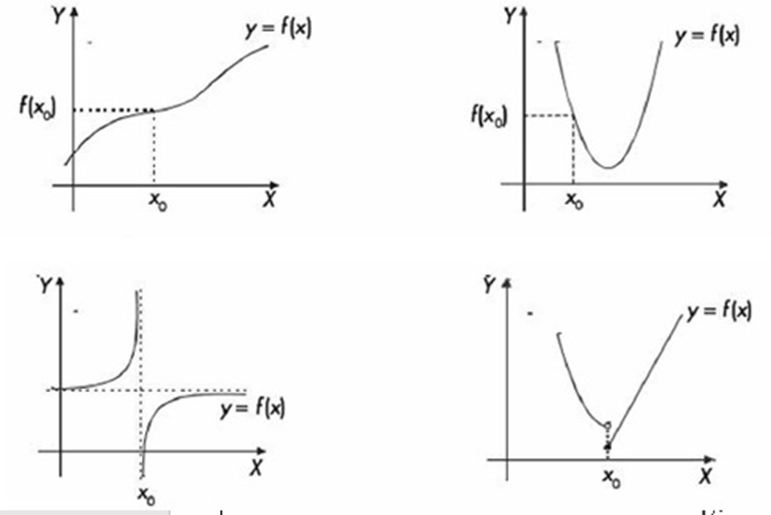 Y
y = f(x)
f(x₀)
x₀
X
Y
y = f(x)
f(x₀)
x₀
X
Y
y = f(x)
X
x₀
Y
y = f(x)
x₀
X